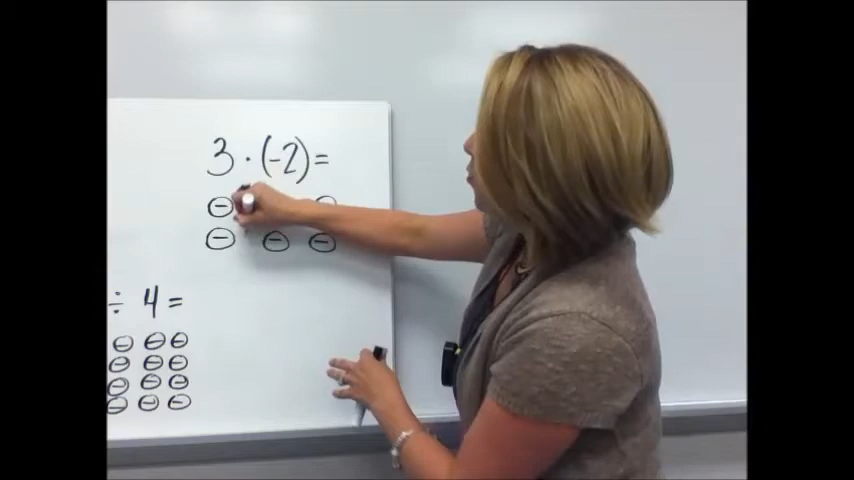 3 · (-2) =
÷ 4 =